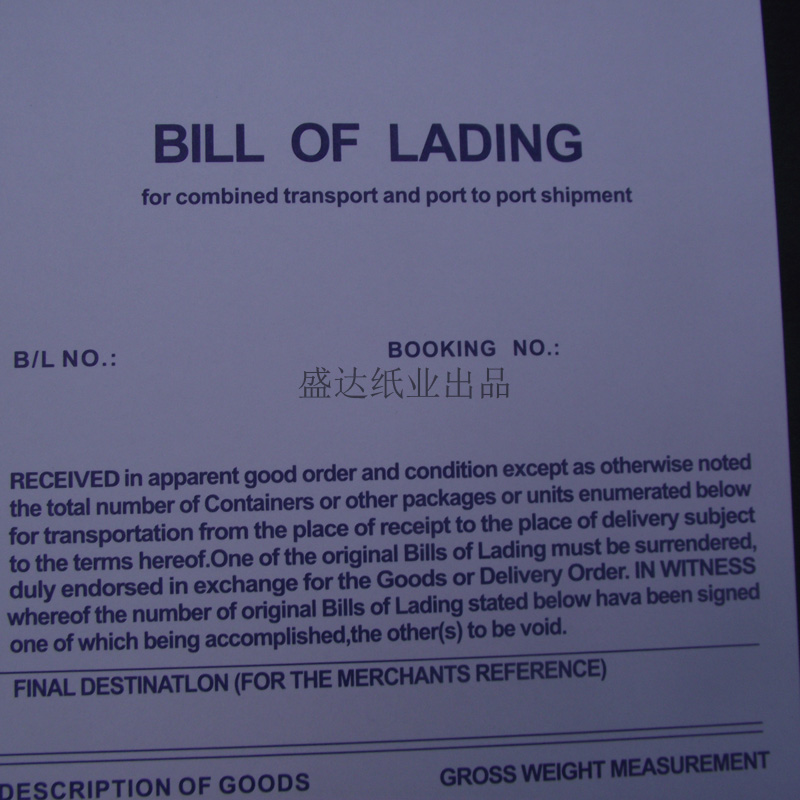 BILL OF LADING
for combined transport and port to port shipment
B/L NO.: BOOKING NO.:
盛达纸业出品
RECEIVED in apparent good order and condition except as otherwise noted
the total number of Containers or other packages or units enumerated below
for transportation from the place of receipt to the place of delivery subject
to the terms hereof.One of the original Bills of Lading must be surrendered,
duly endorsed in exchange for the Goods or Delivery Order. IN WITNESS
whereof the number of original Bills of Lading stated below hava been signed
one of which being accomplished,the other(s) to be void.
FINAL DESTINATLON (FOR THE MERCHANTS REFERENCE)
DESCRIPTION OF GOODS GROSS WEIGHT MEASUREMENT